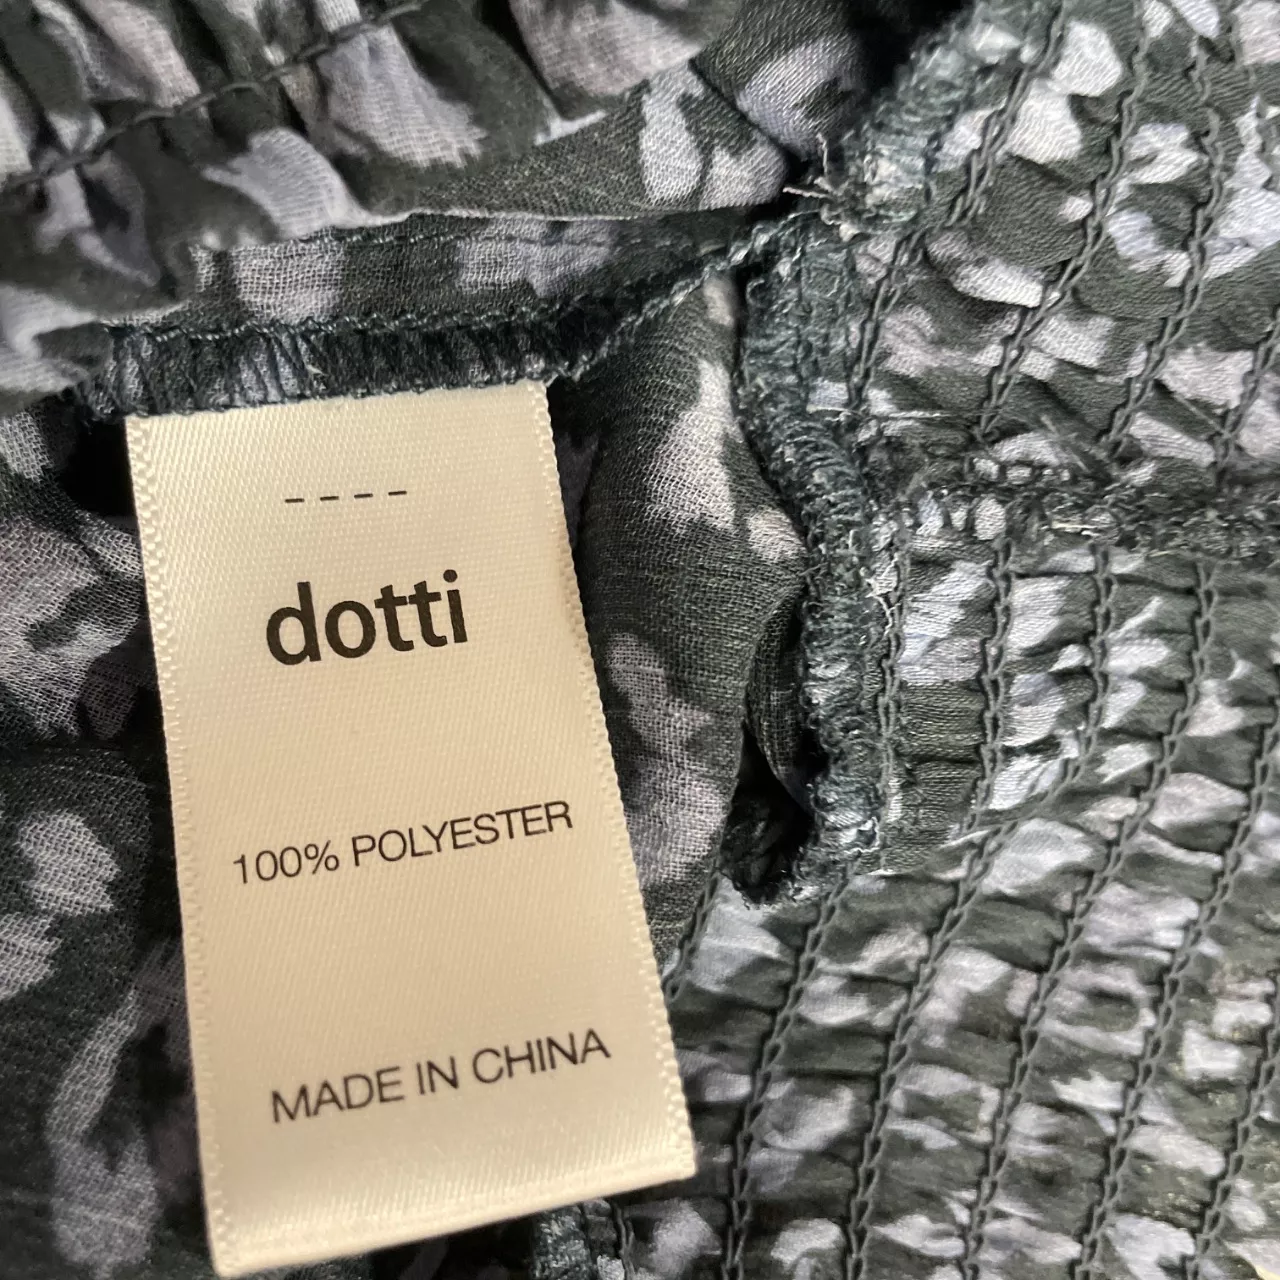 ----
dotti
100% POLYESTER
MADE IN CHINA